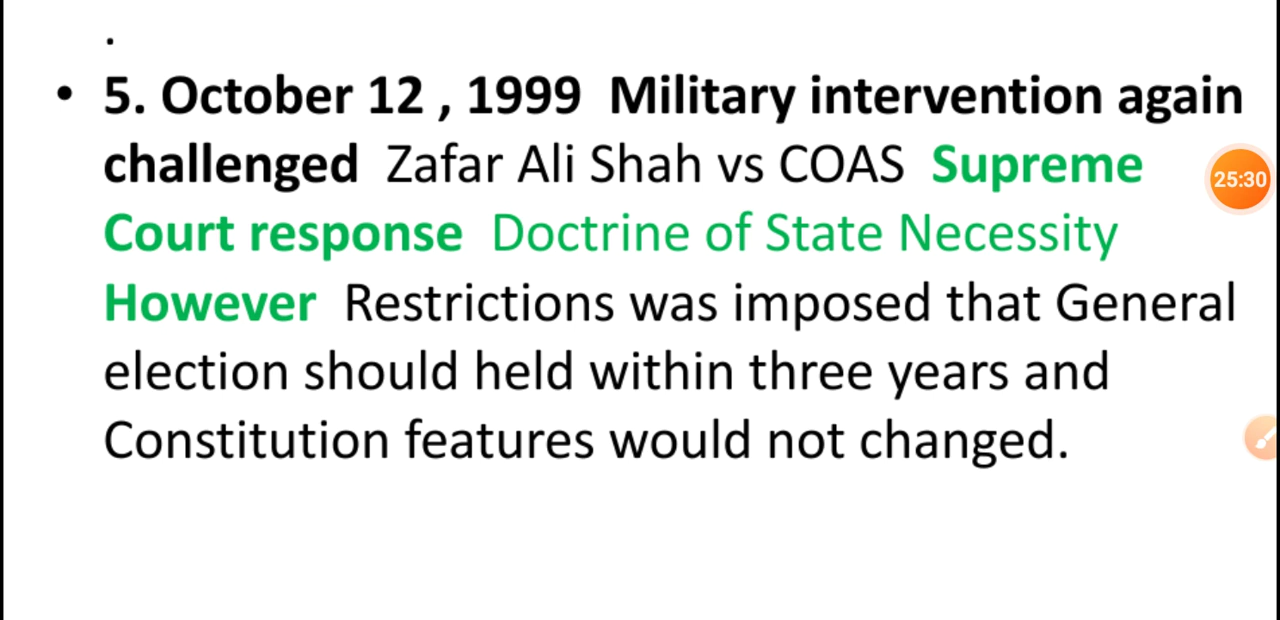 .
• 5. October 12 , 1999 Military intervention again
challenged Zafar Ali Shah vs COAS Supreme
Court response Doctrine of State Necessity
However Restrictions was imposed that General
election should held within three years and
Constitution features would not changed.
25:30